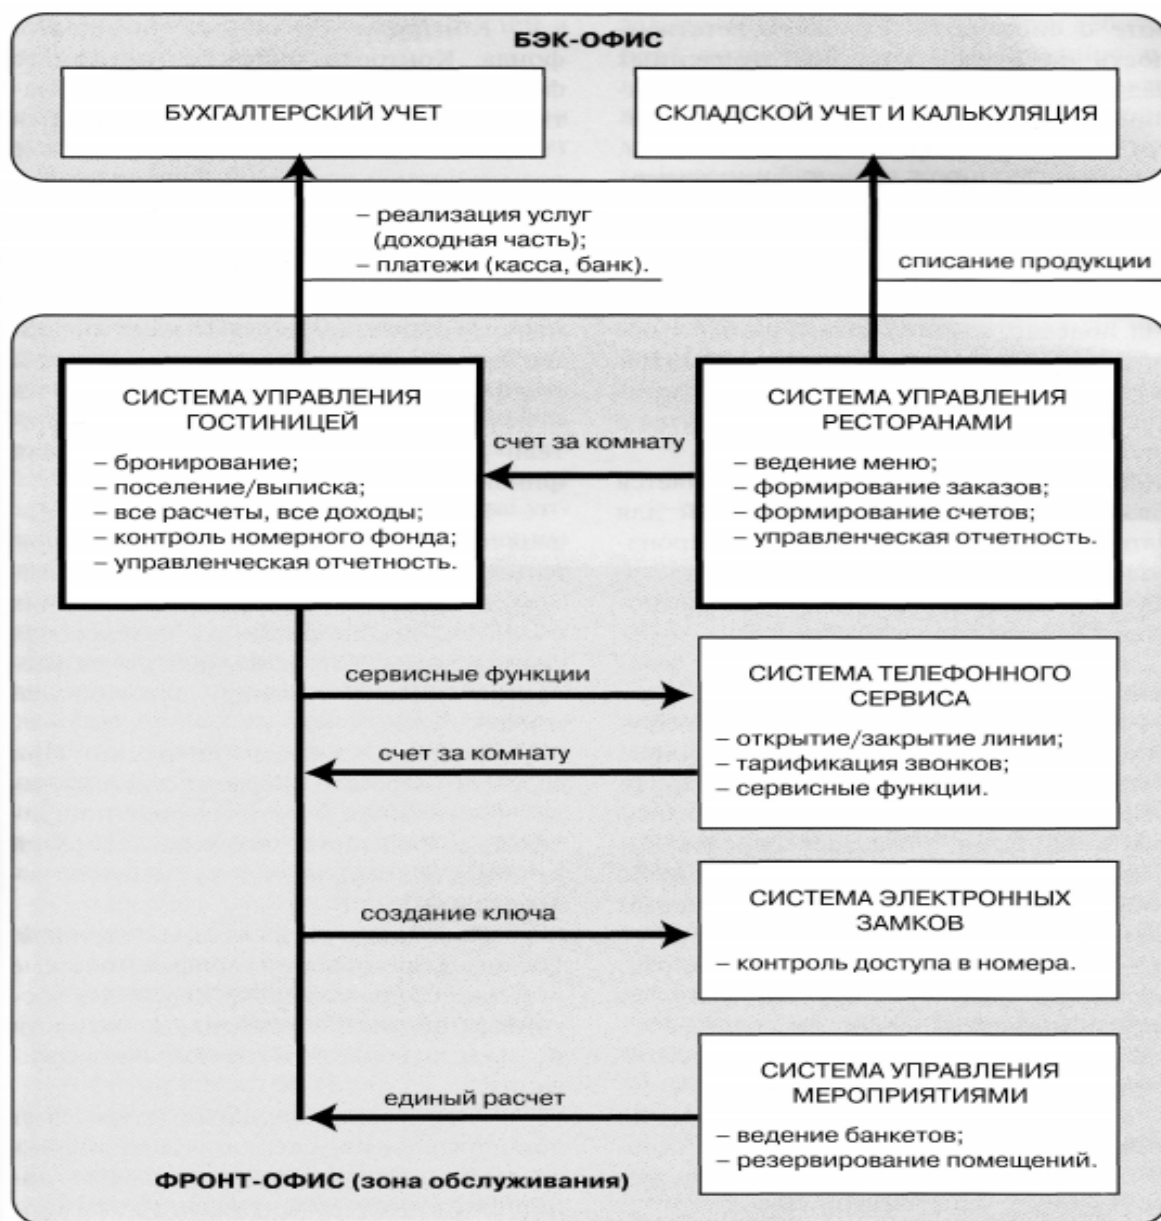 БЭК-ОФИС
БУХГАЛТЕРСКИЙ УЧЕТ
СКЛАДСКОЙ УЧЕТ И КАЛЬКУЛЯЦИЯ
– реализация услуг
(доходная часть);
– платежи (касса, банк).
списание продукции
СИСТЕМА УПРАВЛЕНИЯ
ГОСТИНИЦЕЙ
– бронирование;
– поселение/выписка;
– все расчеты, все доходы;
– контроль номерного фонда;
– управленческая отчетность.
счет за комнату
СИСТЕМА УПРАВЛЕНИЯ
РЕСТОРАНАМИ
– ведение меню;
– формирование заказов;
– формирование счетов;
– управленческая отчетность.
сервисные функции
счет за комнату
СИСТЕМА ТЕЛЕФОННОГО
СЕРВИСА
– открытие/закрытие линии;
– тарификация звонков;
– сервисные функции.
создание ключа
СИСТЕМА ЭЛЕКТРОННЫХ
ЗАМКОВ
– контроль доступа в номера.
единый расчет
СИСТЕМА УПРАВЛЕНИЯ
МЕРОПРИЯТИЯМИ
– ведение банкетов;
– резервирование помещений.
ФРОНТ-ОФИС (зона обслуживания)